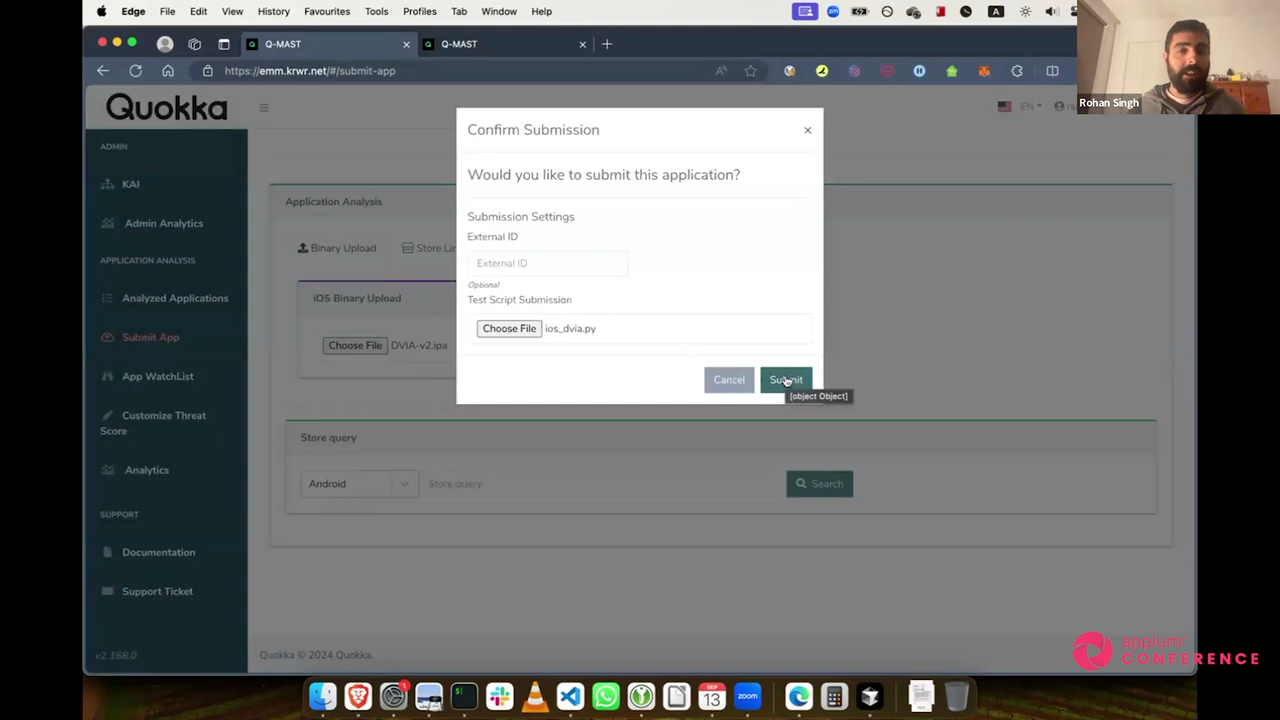 Edge File Edit View History Favourites Tools Profiles Tab Window Help
A
Q-MAST
Q-MAST
https://emm.krwr.net/#/submit-app
Rohan Singh
Quokka
EN
ADMIN
KAI
Admin Analytics
APPLICATION ANALYSIS
Analyzed Applications
Submit App
App WatchList
Customize Threat
Score
Analytics
SUPPORT
Documentation
Support Ticket
v2.168.0
Application Analysis
Binary Upload
Store Lin
iOS Binary Upload
Choose File DVIA-v2.ipa
Confirm Submission
×
Would you like to submit this application?
Submission Settings
External ID
External ID
Optional
Test Script Submission
Choose File ios_dvia.py
Cancel
Submit
[object Object]
Store query
Android
Store query
Search
Quokka © 2024 Quokka.
appium
CONFERENCE
SEP
13
zoom